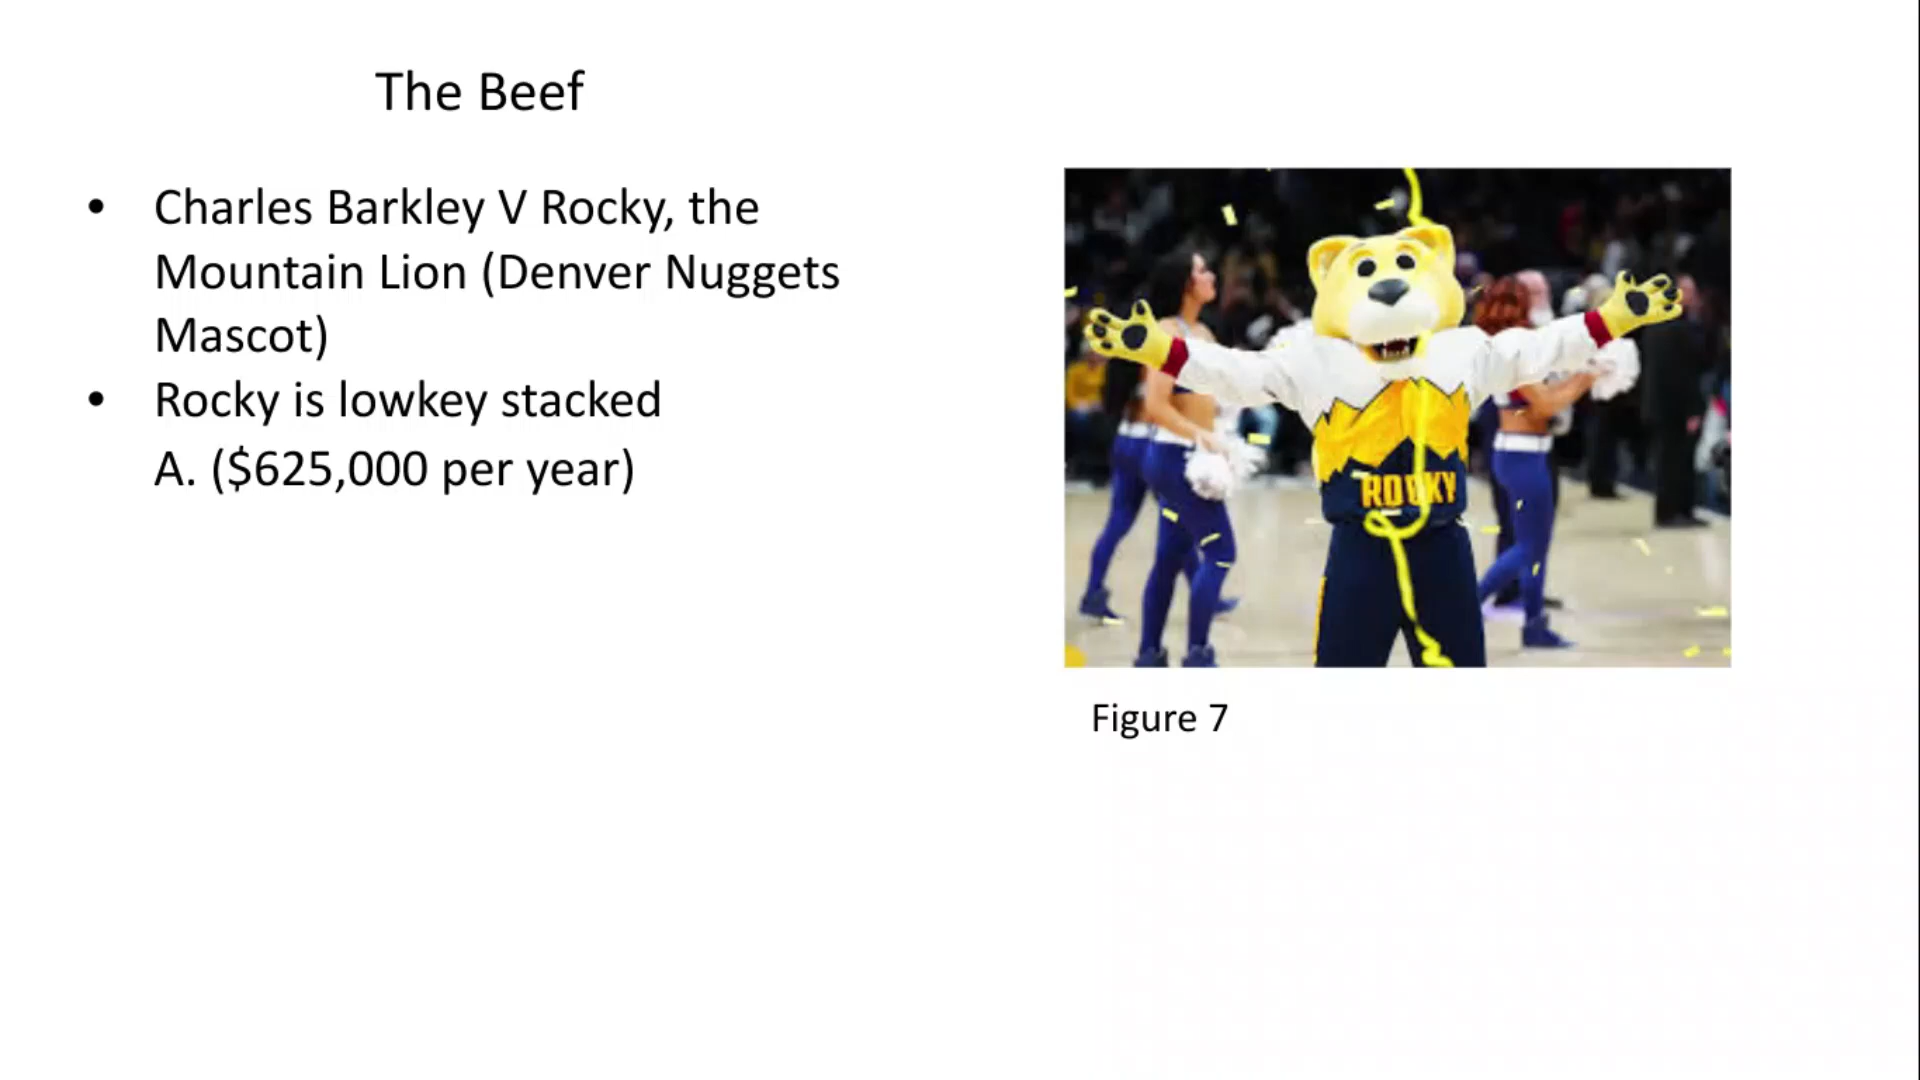 The Beef
• Charles Barkley V Rocky, the
Mountain Lion (Denver Nuggets
Mascot)
• Rocky is lowkey stacked
A. ($625,000 per year)
ROCKY
Figure 7